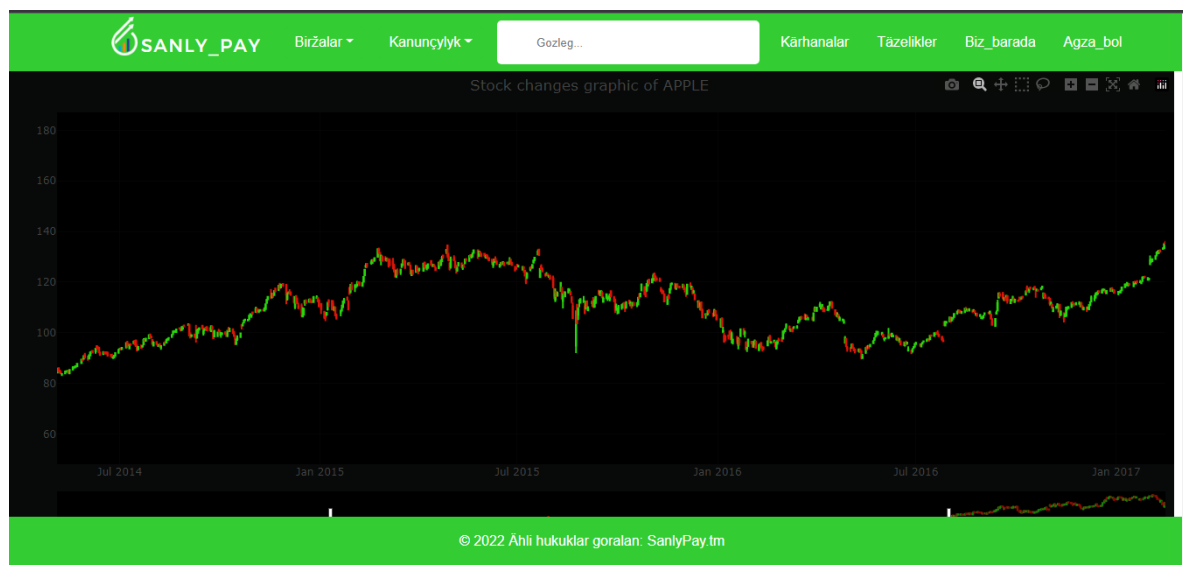 SANLY_PAY Biržalar Kanunçylyk Gozleg... Kärhanalar Täzelikler Biz_barada Agza_bol
Stock changes graphic of APPLE
180
160
140
120
100
80
60
Jul 2014 Jan 2015 Jul 2015 Jan 2016 Jul 2016 Jan 2017
© 2022 Ähli hukuklar goralan: SanlyPay.tm